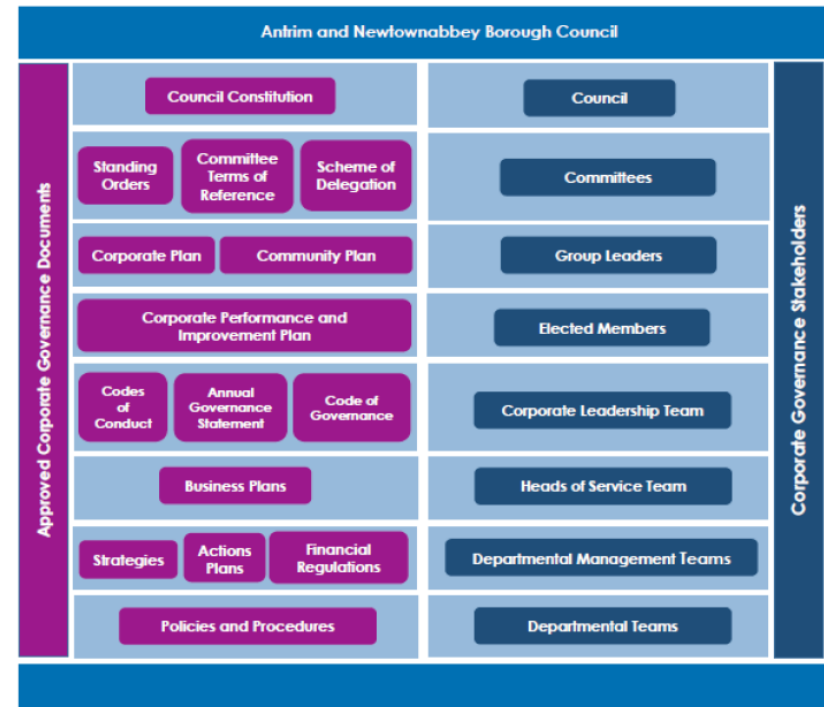 Antrim and Newtownabbey Borough Council
Approved Corporate Governance Documents
Council Constitution
Council
Standing
Orders
Committee
Terms of
Reference
Scheme of
Delegation
Committees
Corporate Plan
Community Plan
Group Leaders
Corporate Performance and
Improvement Plan
Elected Members
Codes
of
Conduct
Annual
Governance
Statement
Code of
Governance
Corporate Leadership Team
Business Plans
Heads of Service Team
Strategies
Actions
Plans
Financial
Regulations
Departmental Management Teams
Policies and Procedures
Departmental Teams
Corporate Governance Stakeholders